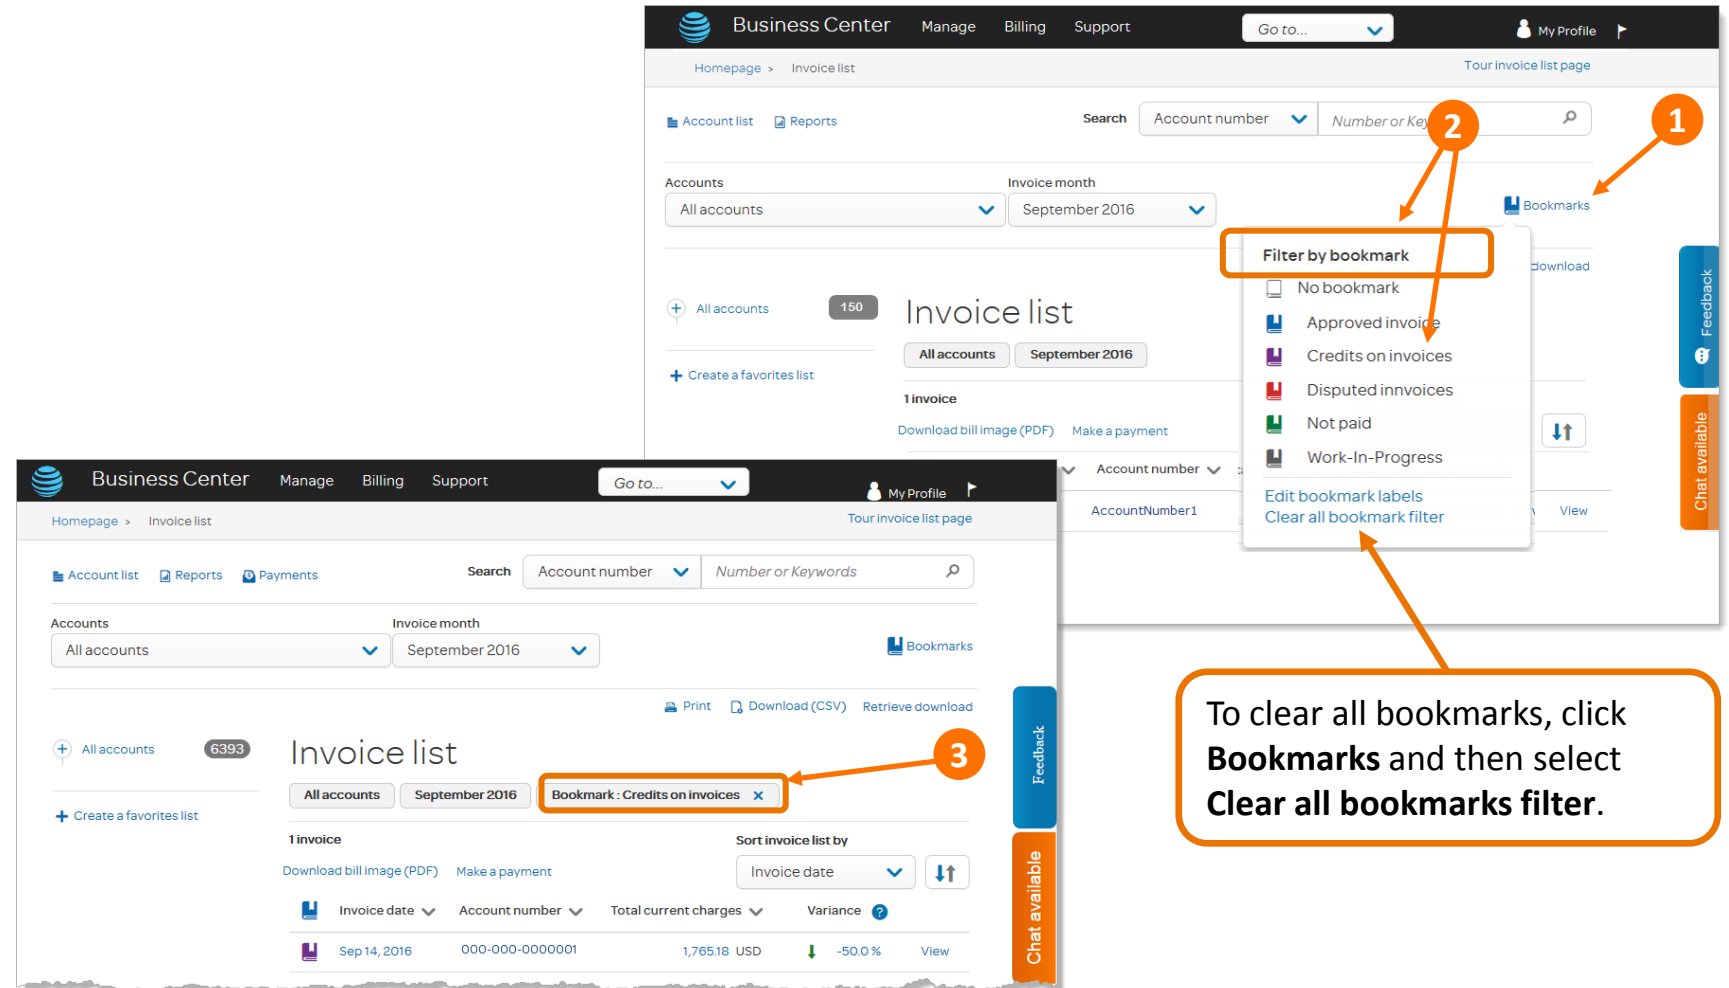 Business Center Manage Billing Support Go to... My Profile
Homepage > Invoice list Tour invoice list page
Account list Reports Search Account number Number or Key
2
1
Accounts Invoice month
All accounts September 2016 Bookmarks
Filter by bookmark
download
No bookmark
Approved invoice
Credits on invoices
Disputed innvoices
Not paid
Work-In-Progress
Edit bookmark labels
Clear all bookmark filter
All accounts 150 Invoice list
All accounts September 2016
Create a favorites list
1 invoice
Download bill image (PDF) Make a payment
Account number
AccountNumber1 View
Feedback
Chat available
Business Center Manage Billing Support Go to... My Profile
Homepage > Invoice list Tour invoice list page
Account list Reports Payments Search Account number Number or Keywords
Accounts Invoice month
All accounts September 2016 Bookmarks
Print Download (CSV) Retrieve download
All accounts 6393 Invoice list
3
All accounts September 2016 Bookmark : Credits on invoices x
Create a favorites list
1 invoice Sort invoice list by
Download bill image (PDF) Make a payment Invoice date
Invoice date Account number Total current charges Variance ?
Sep 14, 2016 000-000-0000001 1,765.18 USD -50.0 % View
Feedback
Chat available
To clear all bookmarks, click
Bookmarks and then select
Clear all bookmarks filter.